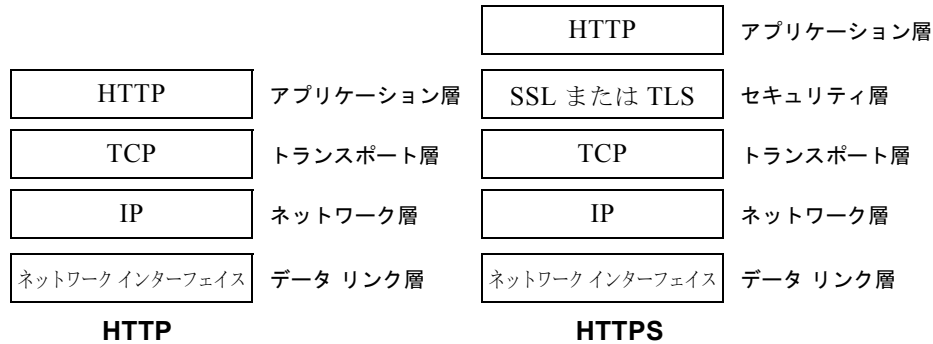 HTTP アプリケーション層
HTTP アプリケーション層 SSL または TLS セキュリティ層
TCP トランスポート層 TCP トランスポート層
IP ネットワーク層 IP ネットワーク層
ネットワーク インターフェイス データ リンク層 ネットワーク インターフェイス データ リンク層
HTTP HTTPS